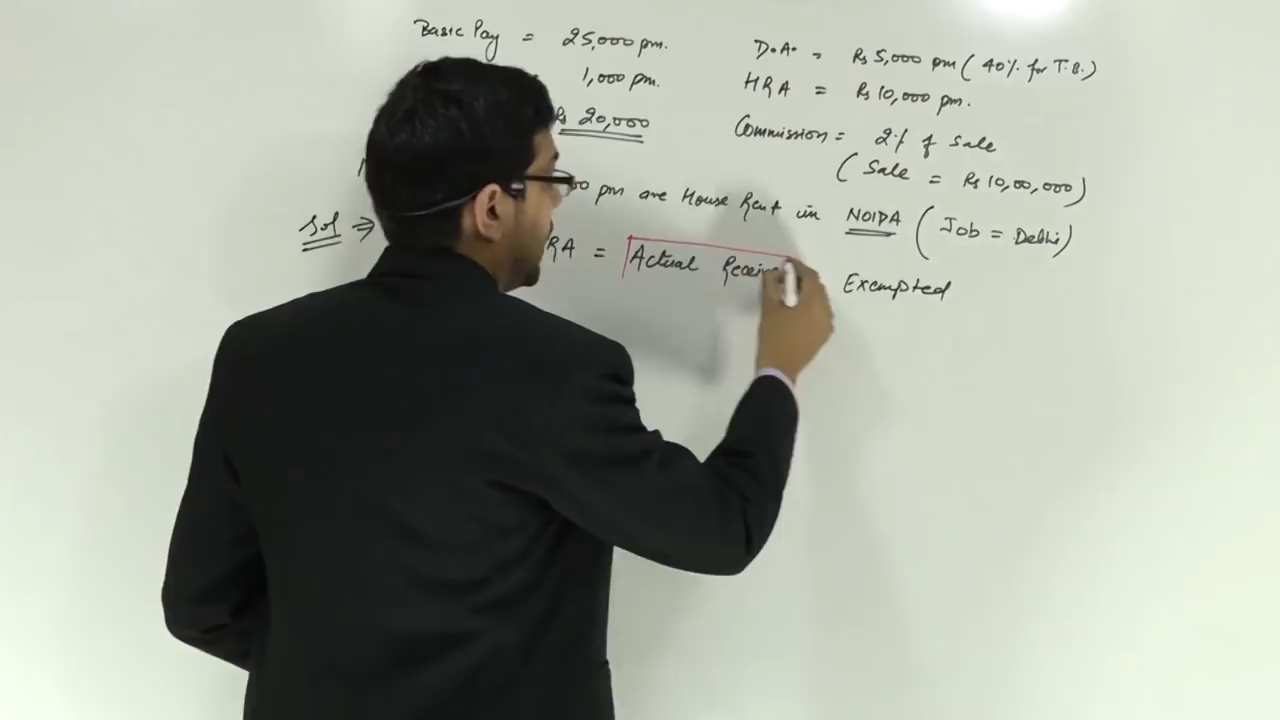 Basic Pay = 25,000 pm.
D.A. = Rs 5,000 pm (40% for T.B.)
1,000 pm.
HRA = Rs 10,000 pm.
Rs 20,000
Commission = 2% of Sale
(Sale = Rs 10,00,000)
00 pm are House Rent in NOIDA (Job = Delhi)
Sol ⇒
RA = Actual Receiv
Exempted